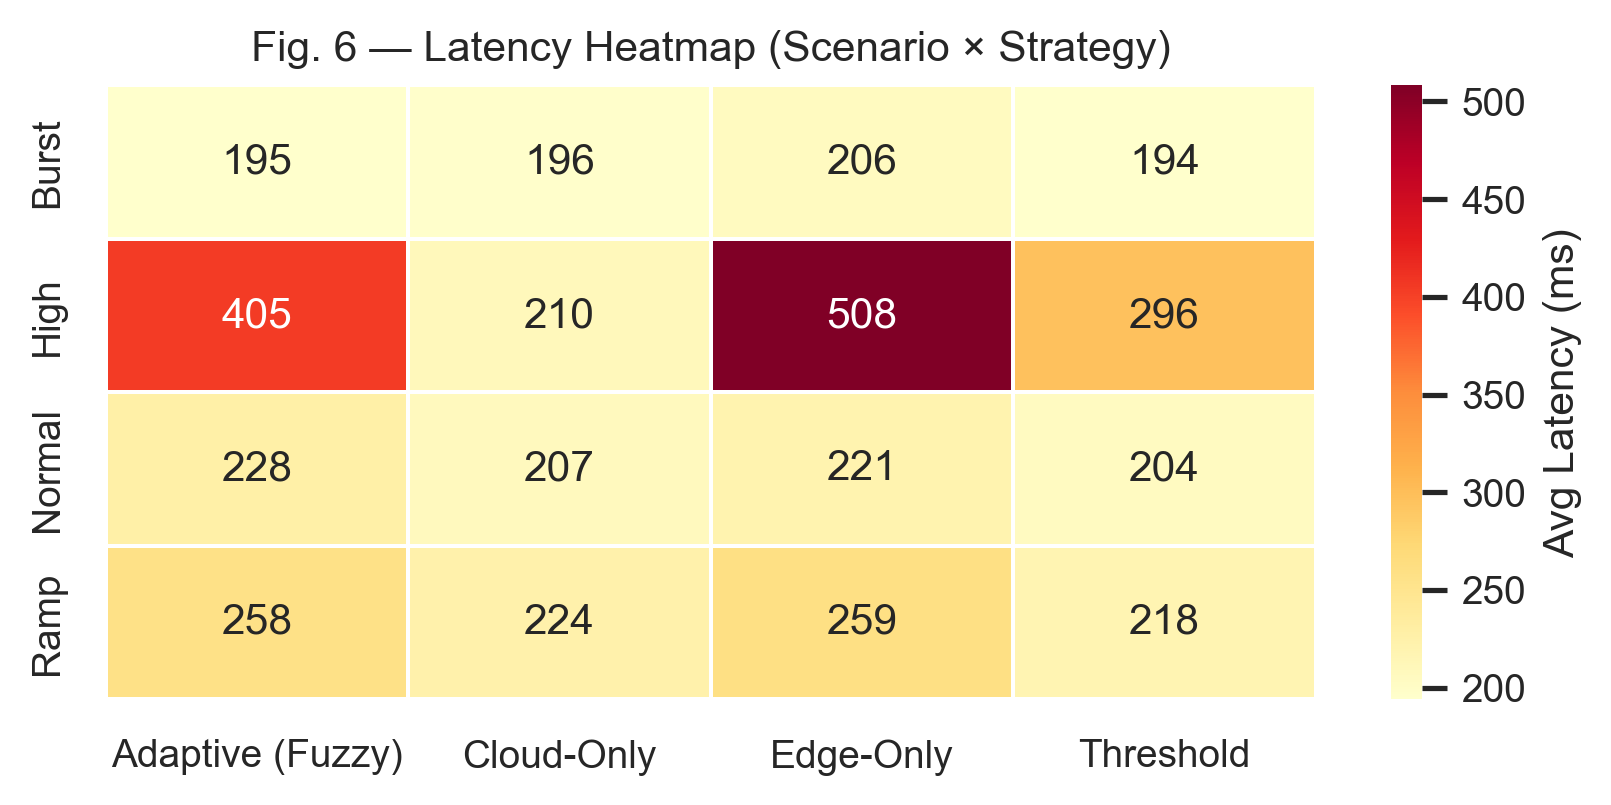 Fig. 6 — Latency Heatmap (Scenario × Strategy)
Burst
195 196 206 194
High
405 210 508 296
Normal
228 207 221 204
Ramp
258 224 259 218
Adaptive (Fuzzy) Cloud-Only Edge-Only Threshold
500
450
400
350
300
250
200
Avg Latency (ms)